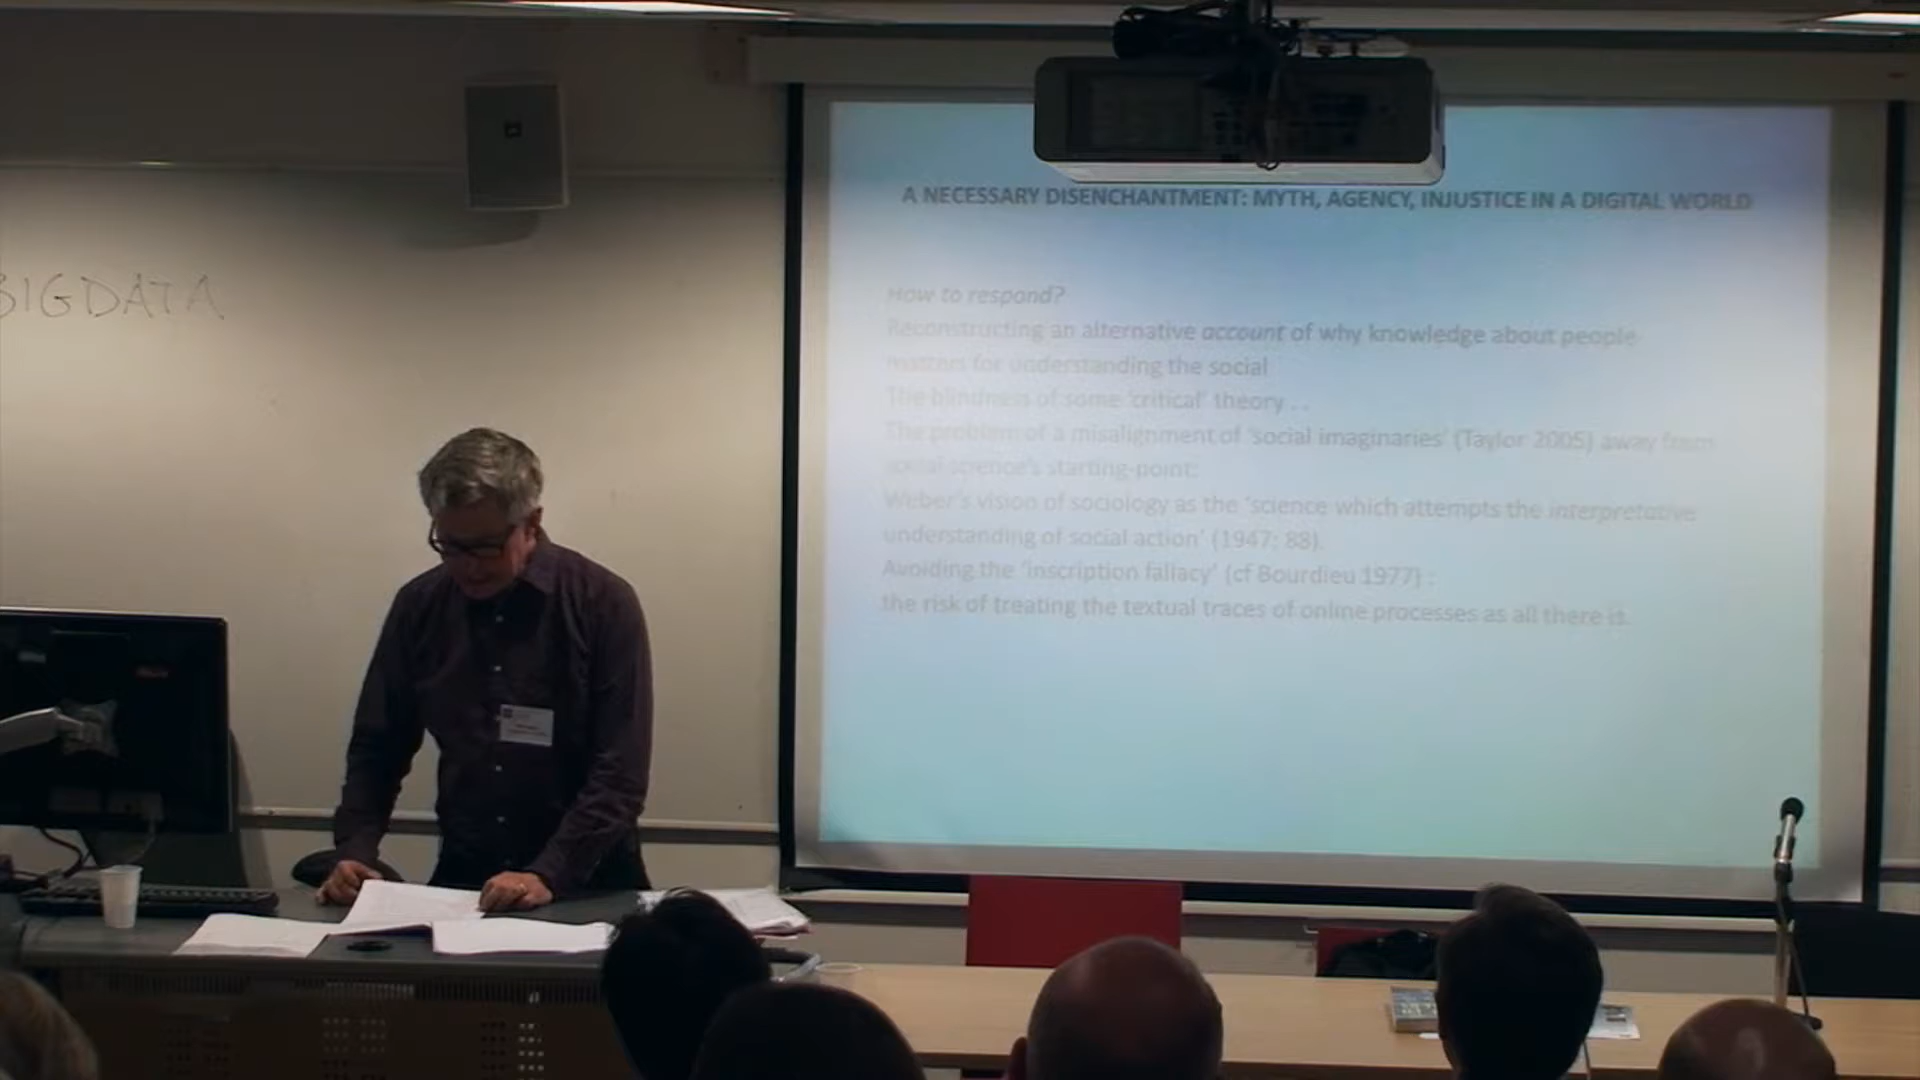 BIGDATA
A NECESSARY DISENCHANTMENT: MYTH, AGENCY, INJUSTICE IN A DIGITAL WORLD
How to respond?
Reconstructing an alternative account of why knowledge about people
matters for understanding the social
The blindness of some 'critical' theory . .
The problem of a misalignment of 'social imaginaries' (Taylor 2005) away from
social science's starting-point:
Weber's vision of sociology as the 'science which attempts the interpretative
understanding of social action' (1947: 88).
Avoiding the 'inscription fallacy' (cf Bourdieu 1977) :
the risk of treating the textual traces of online processes as all there is.